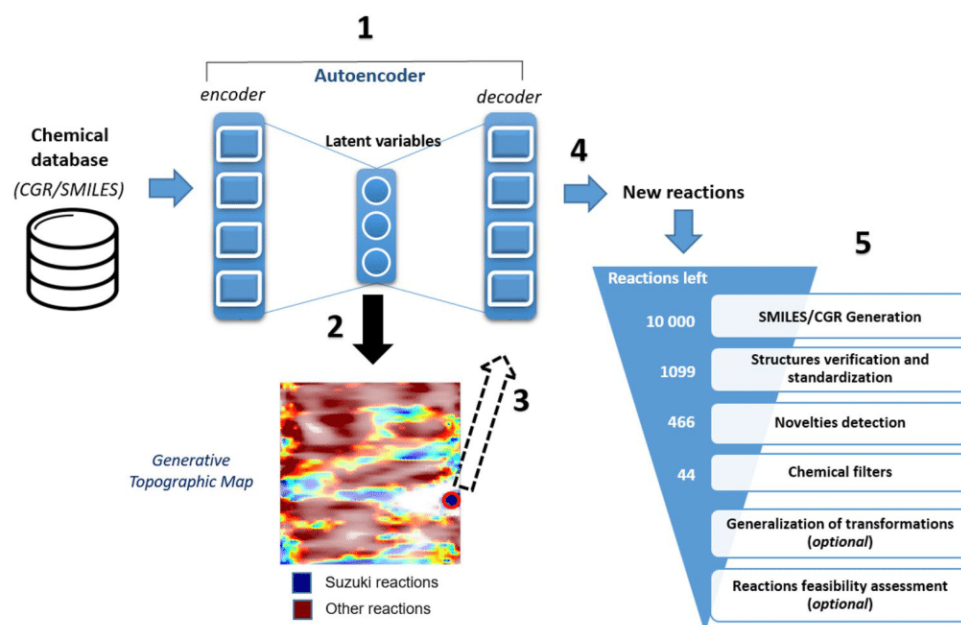 1
Autoencoder
encoder
decoder
Chemical
database
(CGR/SMILES)
Latent variables
4
New reactions
2
3
Generative
Topographic Map
Suzuki reactions
Other reactions
5
Reactions left
10 000
SMILES/CGR Generation
1099
Structures verification and
standardization
466
Novelties detection
44
Chemical filters
Generalization of transformations
(optional)
Reactions feasibility assessment
(optional)